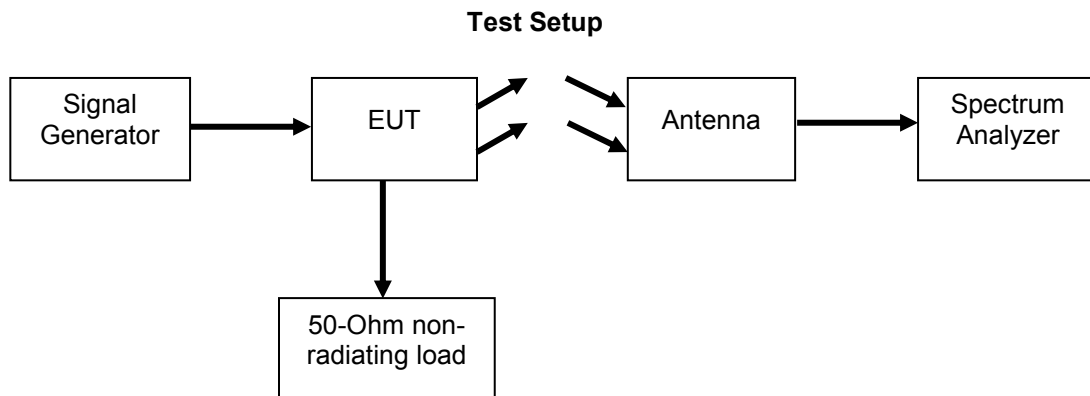 Test Setup
Signal
Generator
EUT
Antenna
Spectrum
Analyzer
50-Ohm non-
radiating load